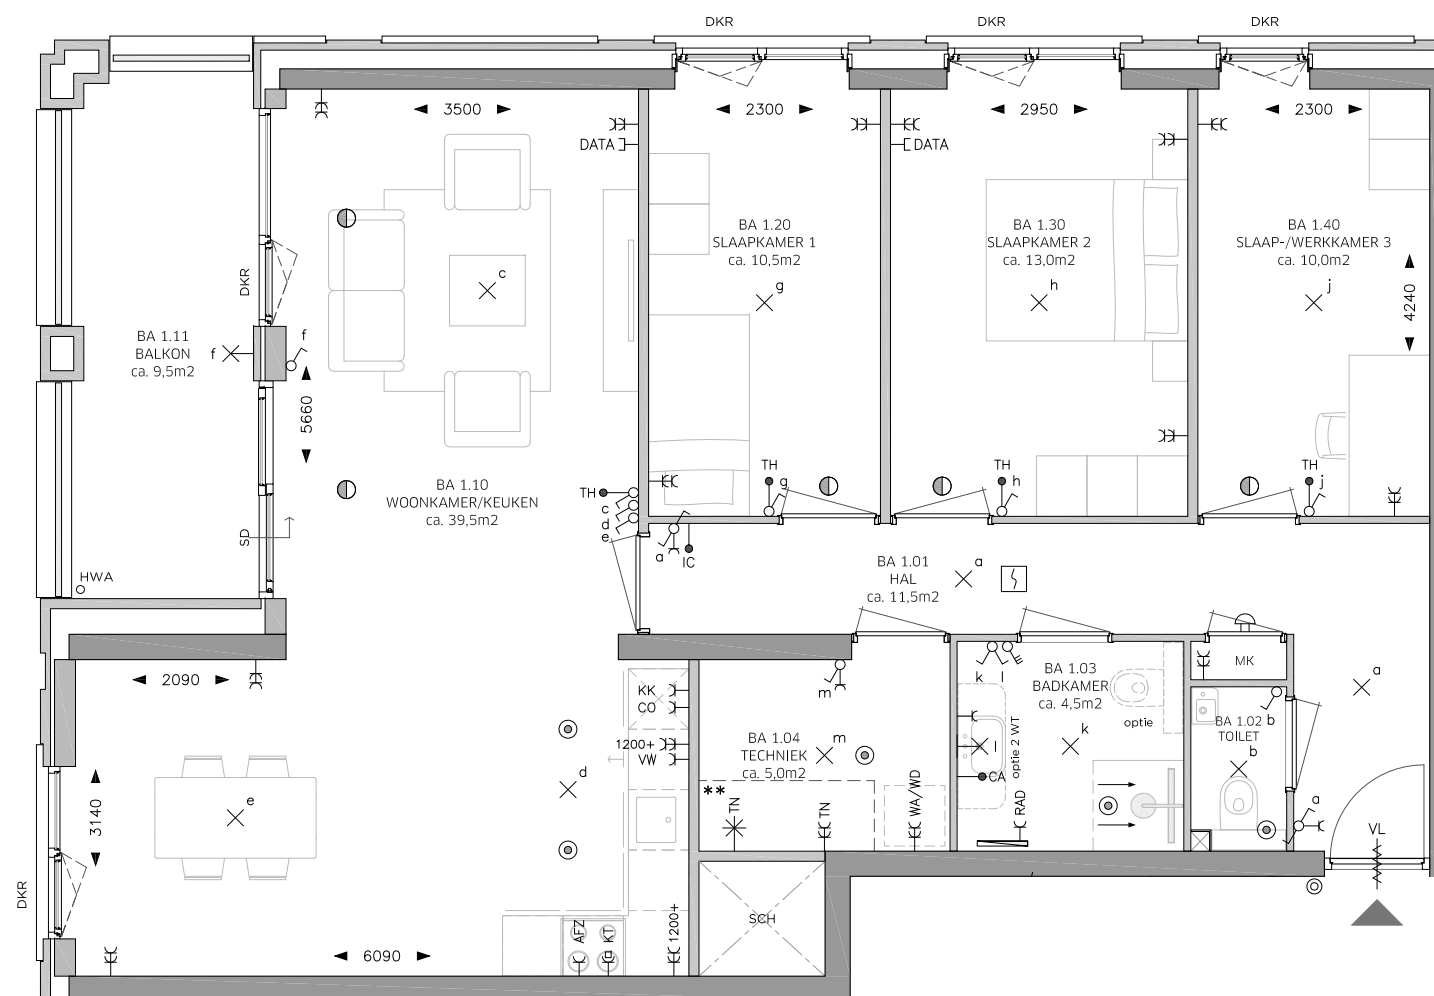 DKR
DKR
DKR
3500
2300
2950
2300
DATA
DATA
BA 1.20
SLAAPKAMER 1
ca. 10,5m2
g
BA 1.30
SLAAPKAMER 2
ca. 13,0m2
h
BA 1.40
SLAAP-/WERKKAMER 3
ca. 10,0m2
j
4240
DKR
c
BA 1.11
BALKON
ca. 9,5m2
f
f
5660
BA 1.10
WOONKAMER/KEUKEN
ca. 39,5m2
TH
c
d
e
TH
g
TH
h
TH
j
SD
HWA
a
IC
BA 1.01
HAL
ca. 11,5m2
a
2090
KK
CO
1200+
VW
m
BA 1.04
TECHNIEK
ca. 5,0m2
m
**
TN
TN
WA/WD
k
l
BA 1.03
BADKAMER
ca. 4,5m2
optie
k
l
optie 2 WT
CA
RAD
MK
b
BA 1.02
TOILET
b
a
a
VL
d
e
3140
DKR
6090
AFZ
KT
1200+
SCH